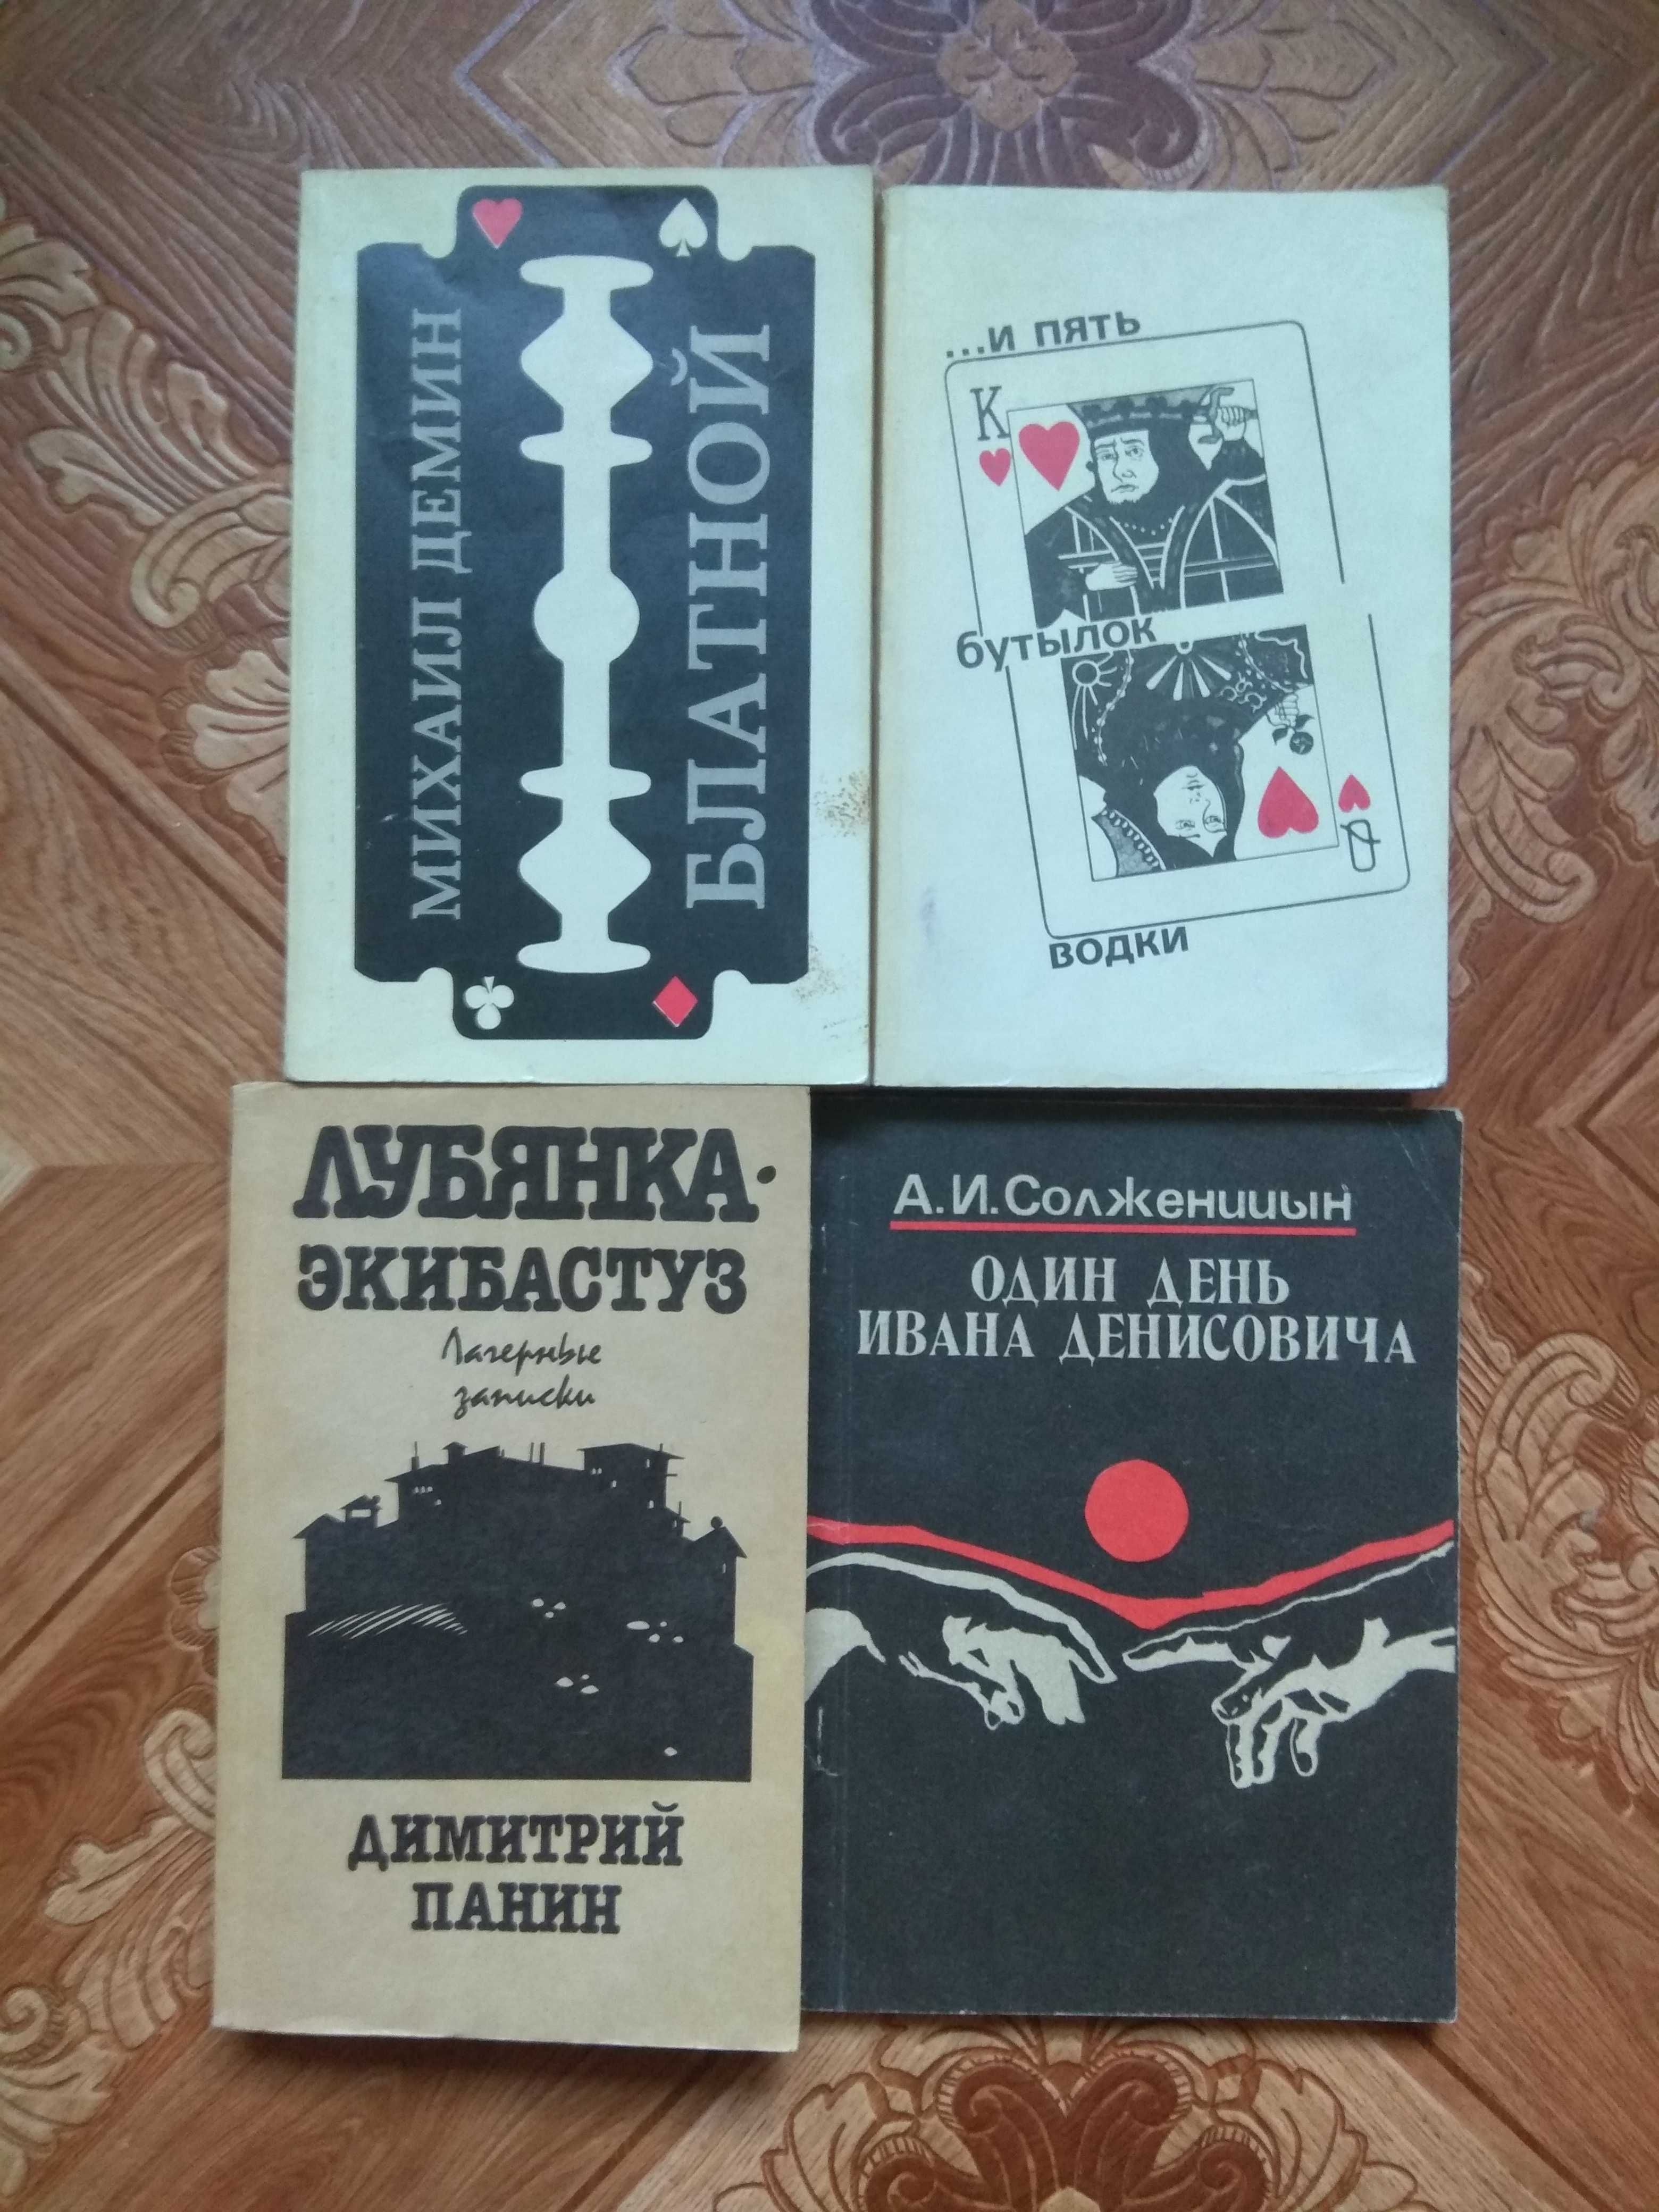 МИХАИЛ ДЕМИН
БЛАТНОЙ
...и пять
K
бутылок
Q
водки
ЛУБЯНКА-
ЭКИБАСТУЗ
Лагерные
записки
ДИМИТРИЙ
ПАНИН
А.И.Солженицын
ОДИН ДЕНЬ
ИВАНА ДЕНИСОВИЧА